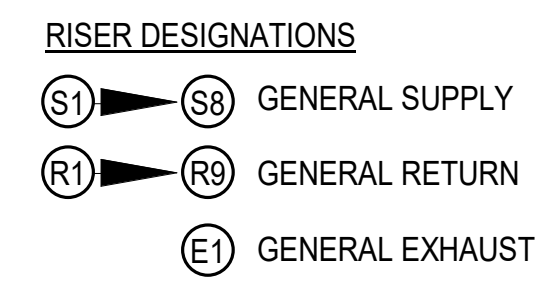 RISER DESIGNATIONS
S1 S8 GENERAL SUPPLY
R1 R9 GENERAL RETURN
E1 GENERAL EXHAUST